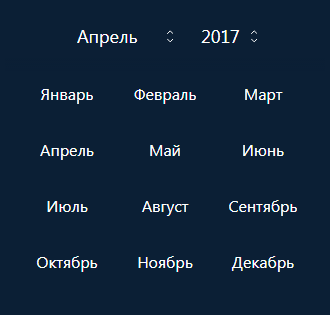 Апрель 2017
Январь Февраль Март
Апрель Май Июнь
Июль Август Сентябрь
Октябрь Ноябрь Декабрь